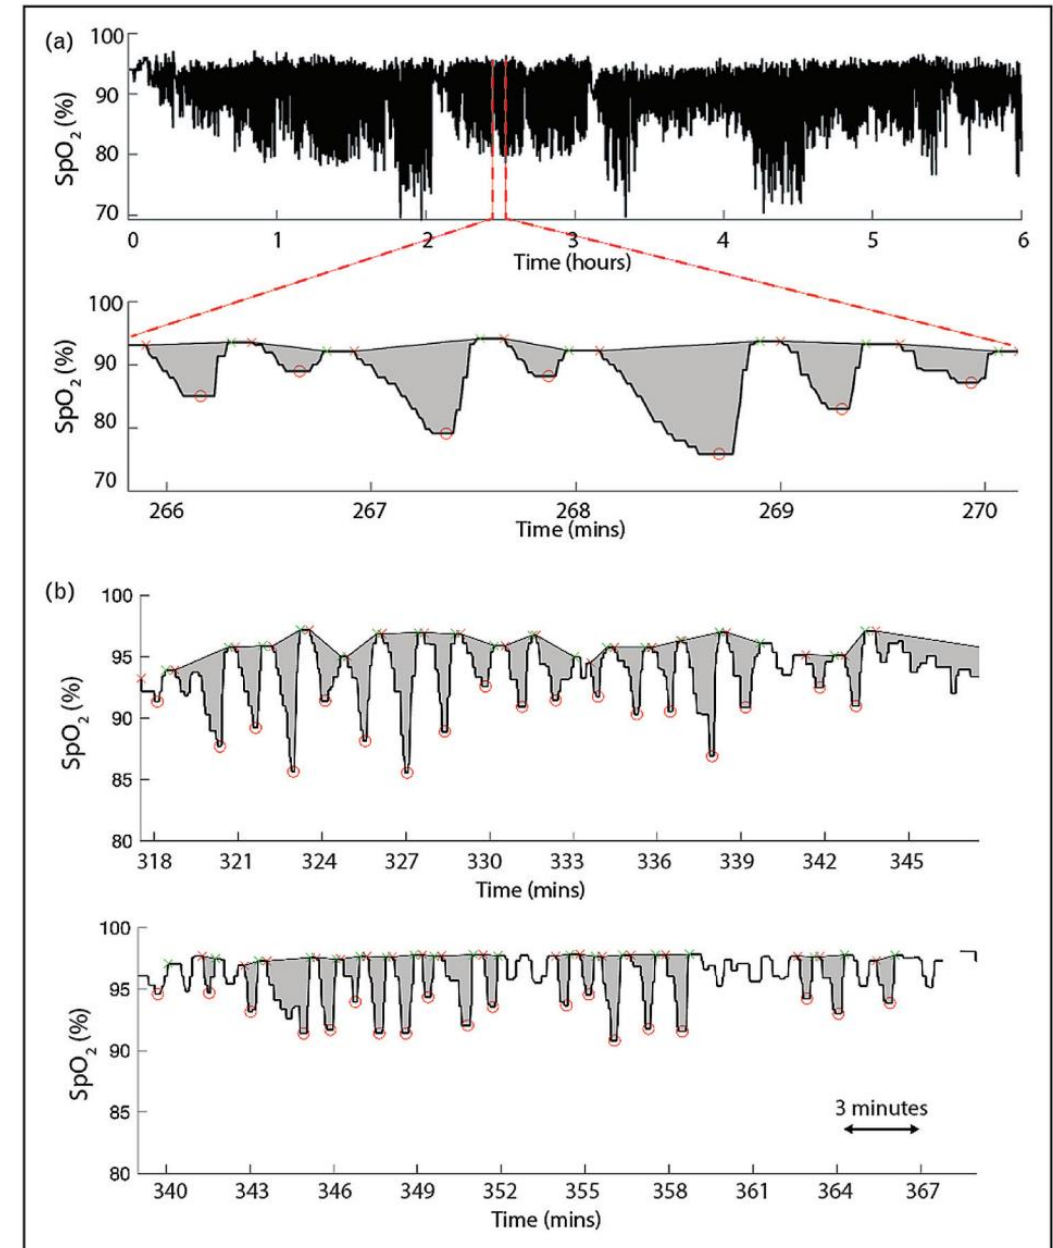 (a)
100
90
80
70
SpO2 (%)
0 1 2 3 4 5 6
Time (hours)
100
90
80
70
SpO2 (%)
266 267 268 269 270
Time (mins)
(b)
100
95
90
85
80
SpO2 (%)
318 321 324 327 330 333 336 339 342 345
Time (mins)
100
95
90
85
80
SpO2 (%)
3 minutes
340 343 346 349 352 355 358 361 364 367
Time (mins)